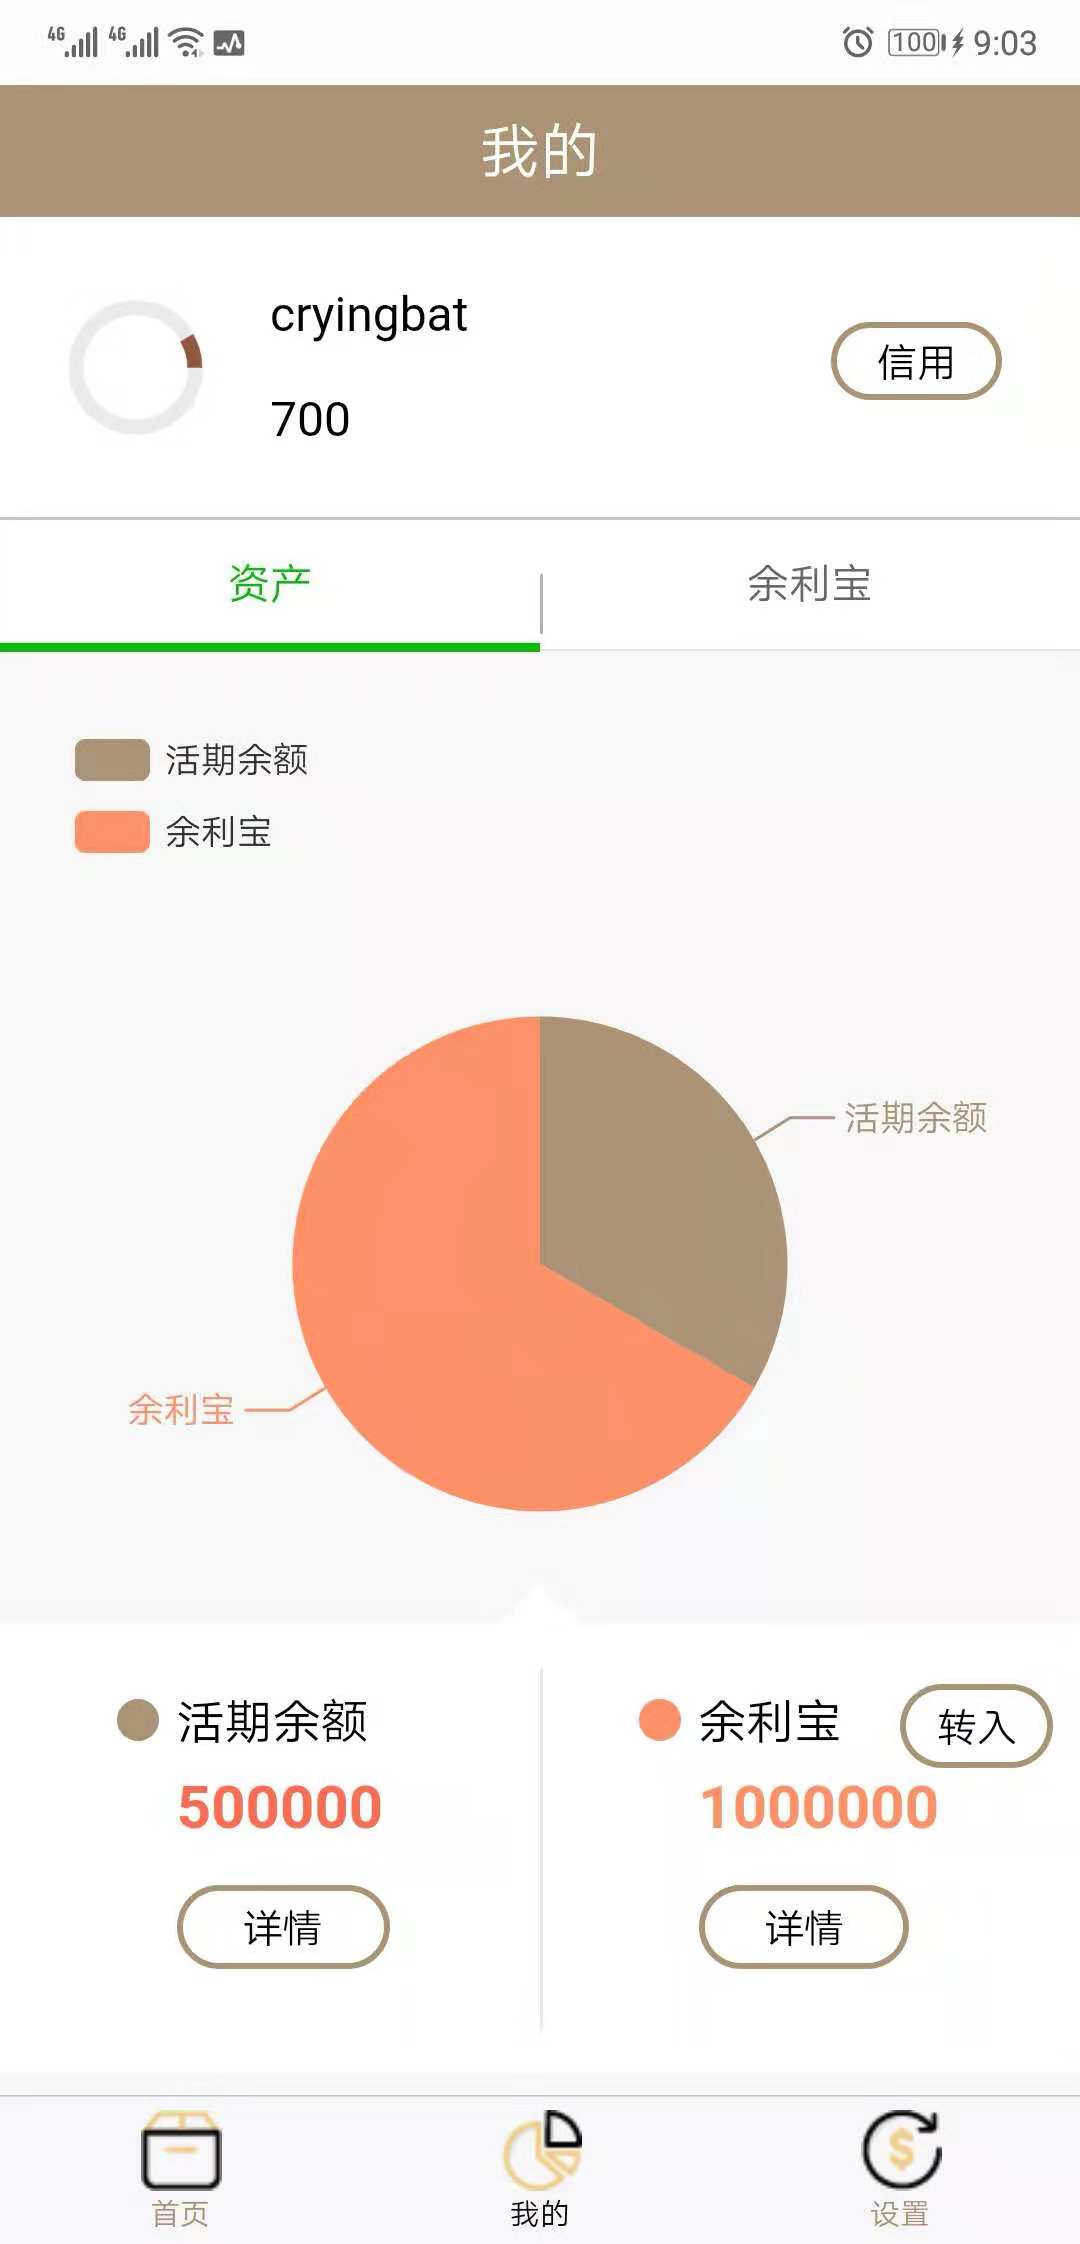 4G 4G 100 9:03
我的
cryingbat
信用
700
资产 余利宝
活期余额
余利宝
活期余额
余利宝
活期余额 余利宝 转入
500000 1000000
详情 详情
首页 我的 设置